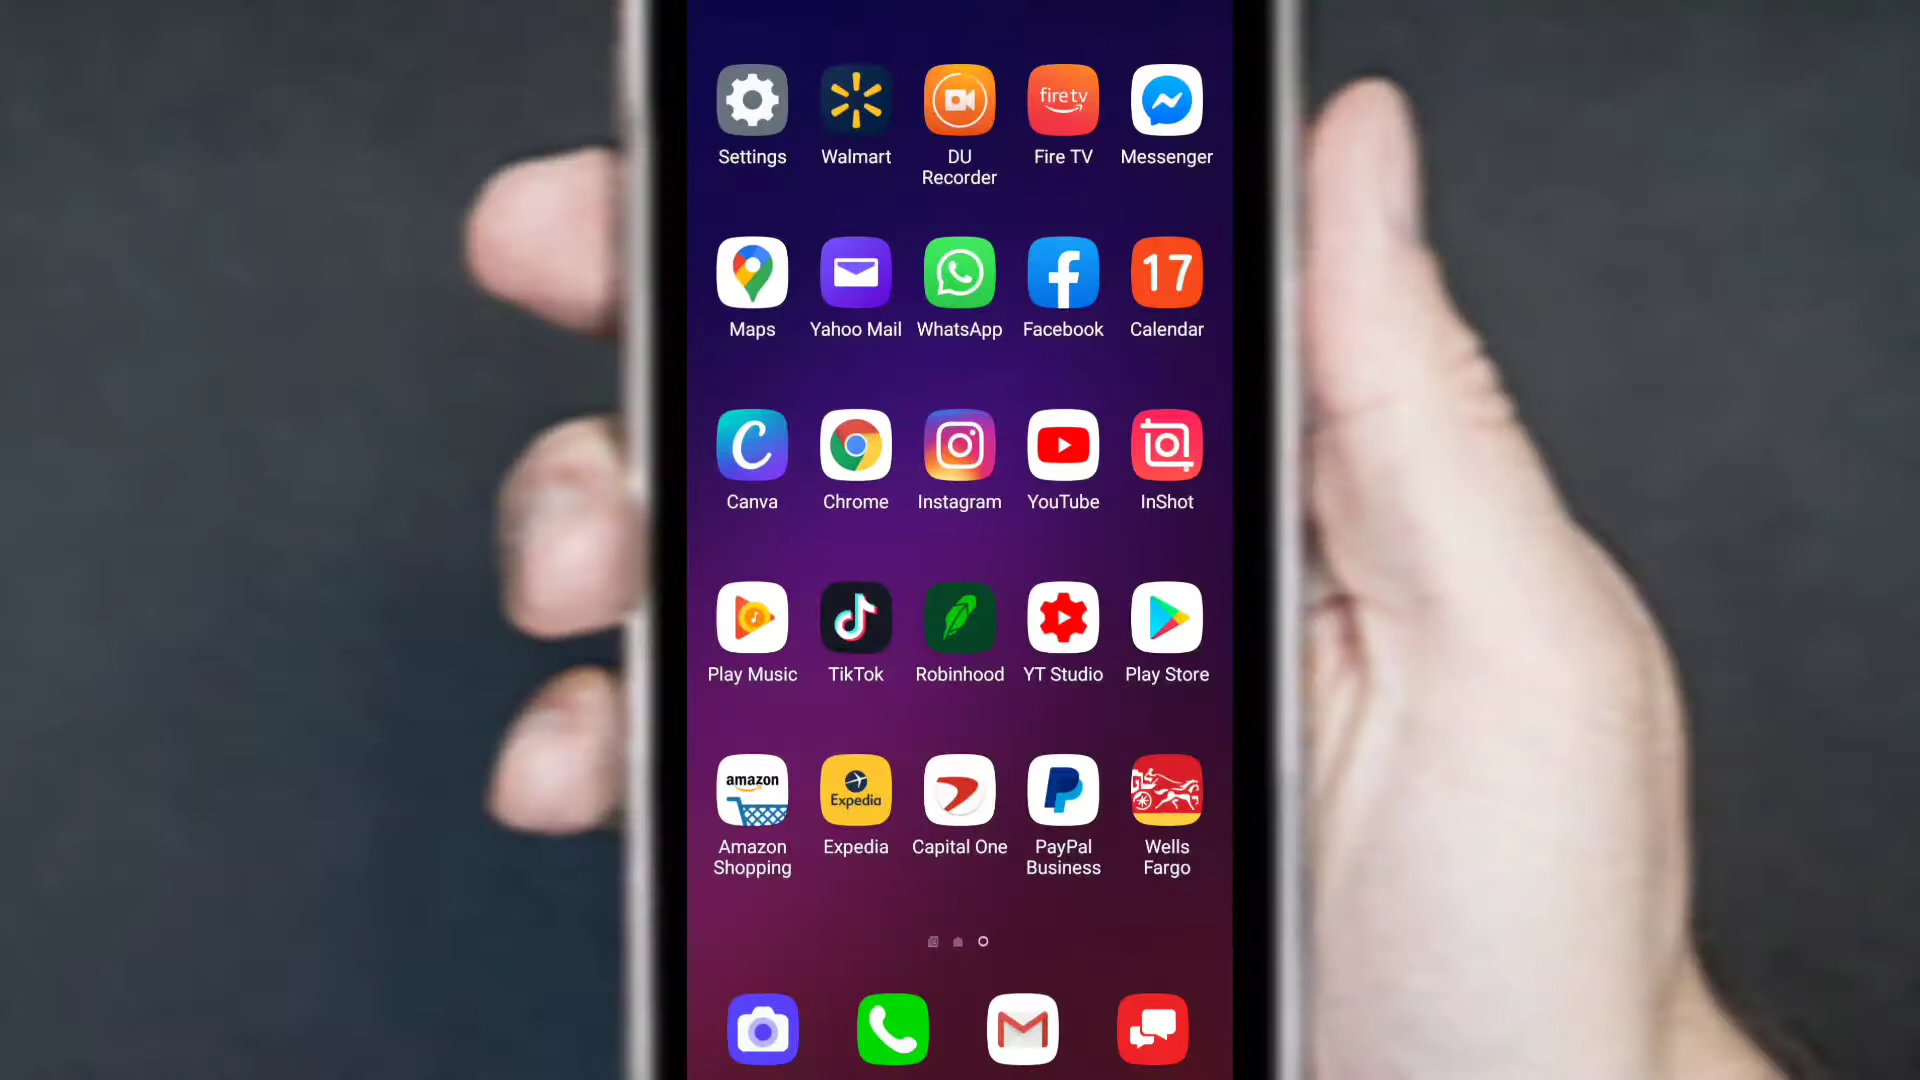 fire tv
Settings Walmart DU Recorder Fire TV Messenger
17
Maps Yahoo Mail WhatsApp Facebook Calendar
C
Canva Chrome Instagram YouTube InShot
Play Music TikTok Robinhood YT Studio Play Store
amazon Expedia
Amazon Shopping Expedia Capital One PayPal Business Wells Fargo